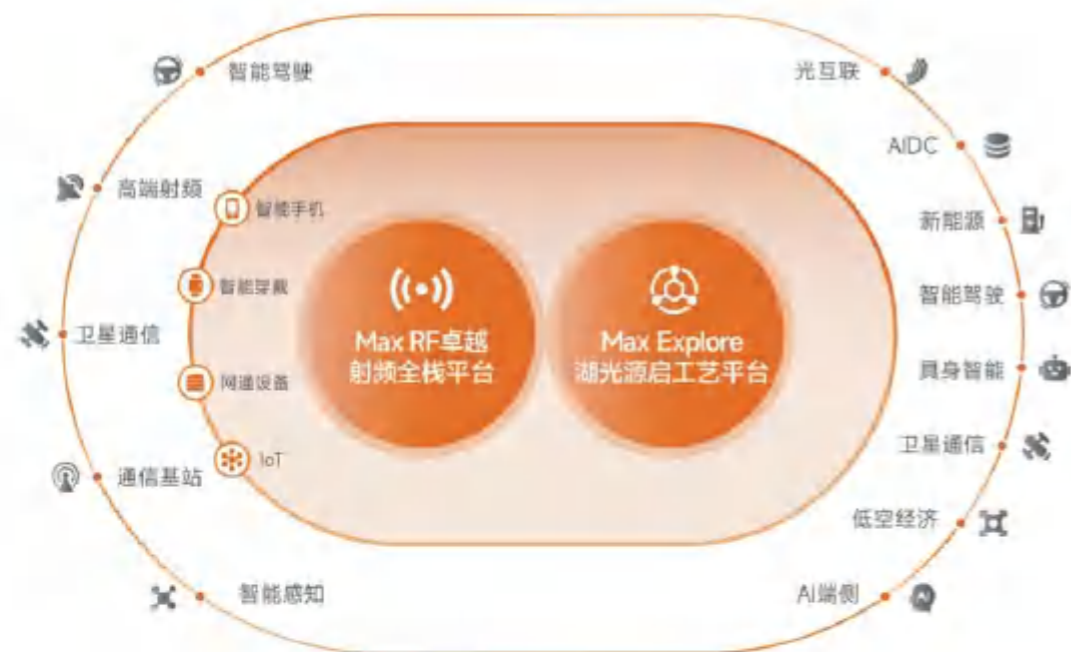 智能驾驶
高端射频
卫星通信
通信基站
智能感知
智能手机
智能穿戴
网通设备
IoT
Max RF卓越
射频全栈平台
Max Explore
湖光源启工艺平台
光互联
AIDC
新能源
智能驾驶
具身智能
卫星通信
低空经济
AI端侧